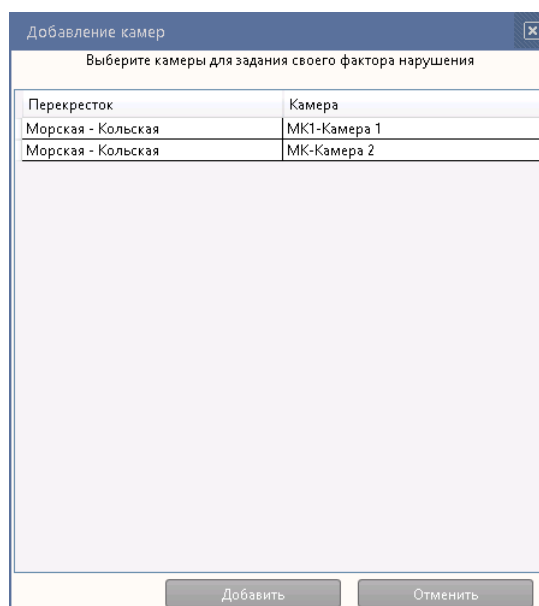 Добавление камер
Выберите камеры для задания своего фактора нарушения
Перекресток Камера
Морская - Кольская МК1-Камера 1
Морская - Кольская МК-Камера 2
Добавить Отменить